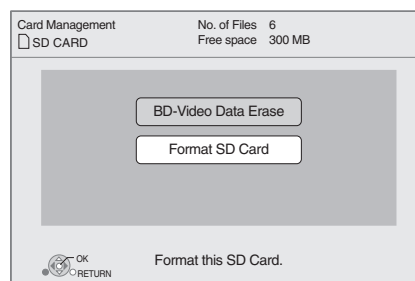 Card Management
No. of Files 6
SD CARD
Free space 300 MB
BD-Video Data Erase
Format SD Card
OK
RETURN
Format this SD Card.